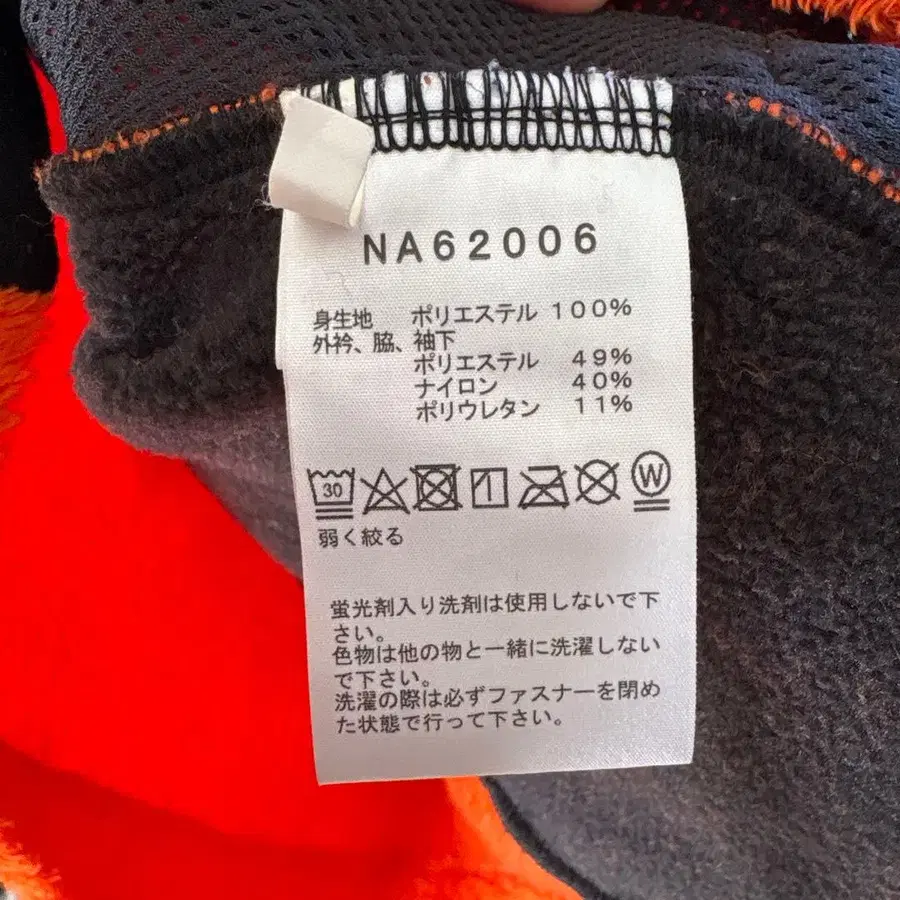 NA62006
身生地 ポリエステル 100%
外衿、脇、袖下
ポリエステル 49%
ナイロン 40%
ポリウレタン 11%
30 W
弱く絞る
蛍光剤入り洗剤は使用しないで下
さい。
色物は他の物と一緒に洗濯しない
で下さい。
洗濯の際は必ずファスナーを閉め
た状態で行って下さい。